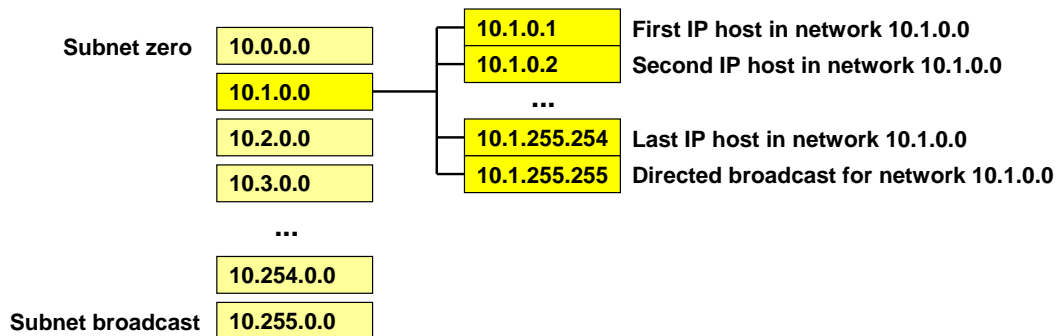 Subnet zero
10.0.0.0
10.1.0.0
10.2.0.0
10.3.0.0
...
10.254.0.0
Subnet broadcast
10.255.0.0
10.1.0.1 First IP host in network 10.1.0.0
10.1.0.2 Second IP host in network 10.1.0.0
...
10.1.255.254 Last IP host in network 10.1.0.0
10.1.255.255 Directed broadcast for network 10.1.0.0